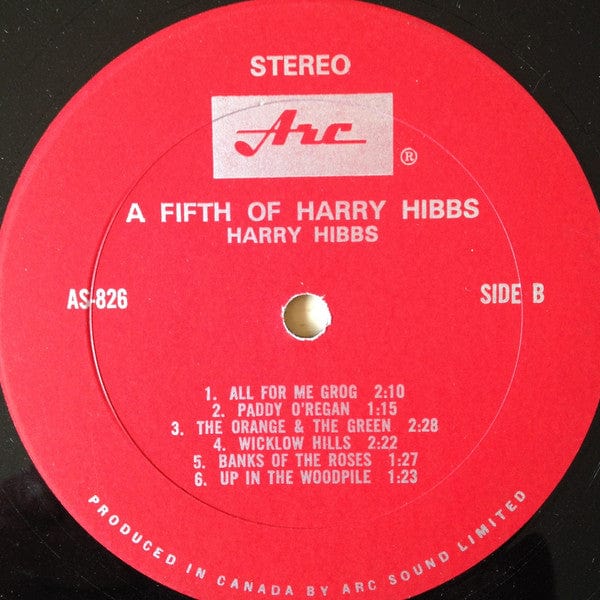 STEREO
Arc
®
A FIFTH OF HARRY HIBBS
HARRY HIBBS
AS-826
SIDE B
1. ALL FOR ME GROG 2:10
2. PADDY O'REGAN 1:15
3. THE ORANGE & THE GREEN 2:28
4. WICKLOW HILLS 2:22
5. BANKS OF THE ROSES 1:27
6. UP IN THE WOODPILE 1:23
PRODUCED IN CANADA BY ARC SOUND LIMITED